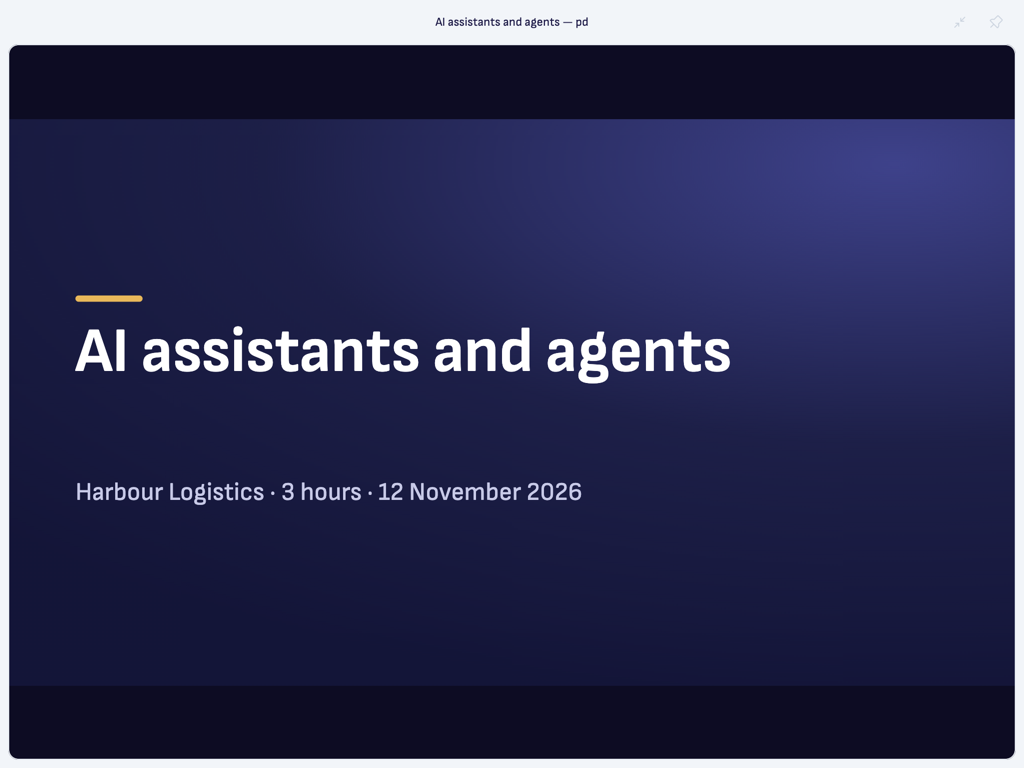 AI assistants and agents — pd
AI assistants and agents
Harbour Logistics · 3 hours · 12 November 2026